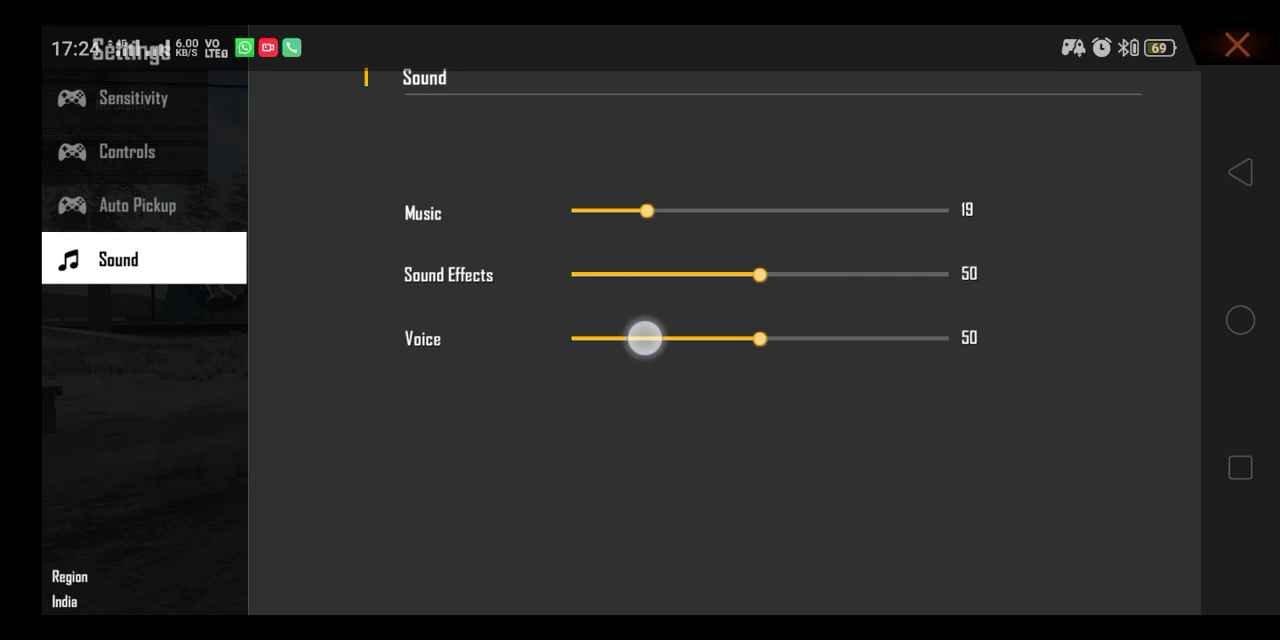 17:24 6.00 KB/S VO LTE 69
Settings
Sound
Sensitivity
Controls
Auto Pickup
Sound
Music 19
Sound Effects 50
Voice 50
Region
India